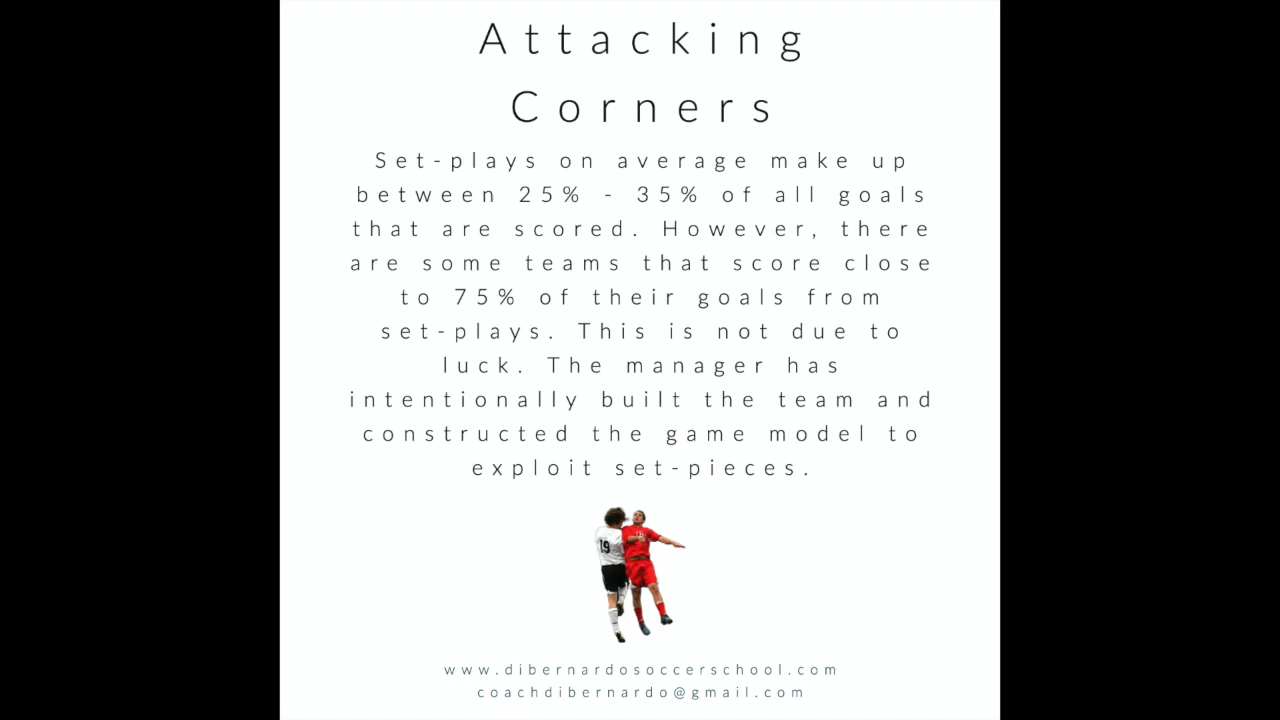 Attacking
Corners
Set-plays on average make up
between 25% - 35% of all goals
that are scored. However, there
are some teams that score close
to 75% of their goals from
set-plays. This is not due to
luck. The manager has
intentionally built the team and
constructed the game model to
exploit set-pieces.
19
www.dibernardosoccerschool.com
coachdibernardo@gmail.com